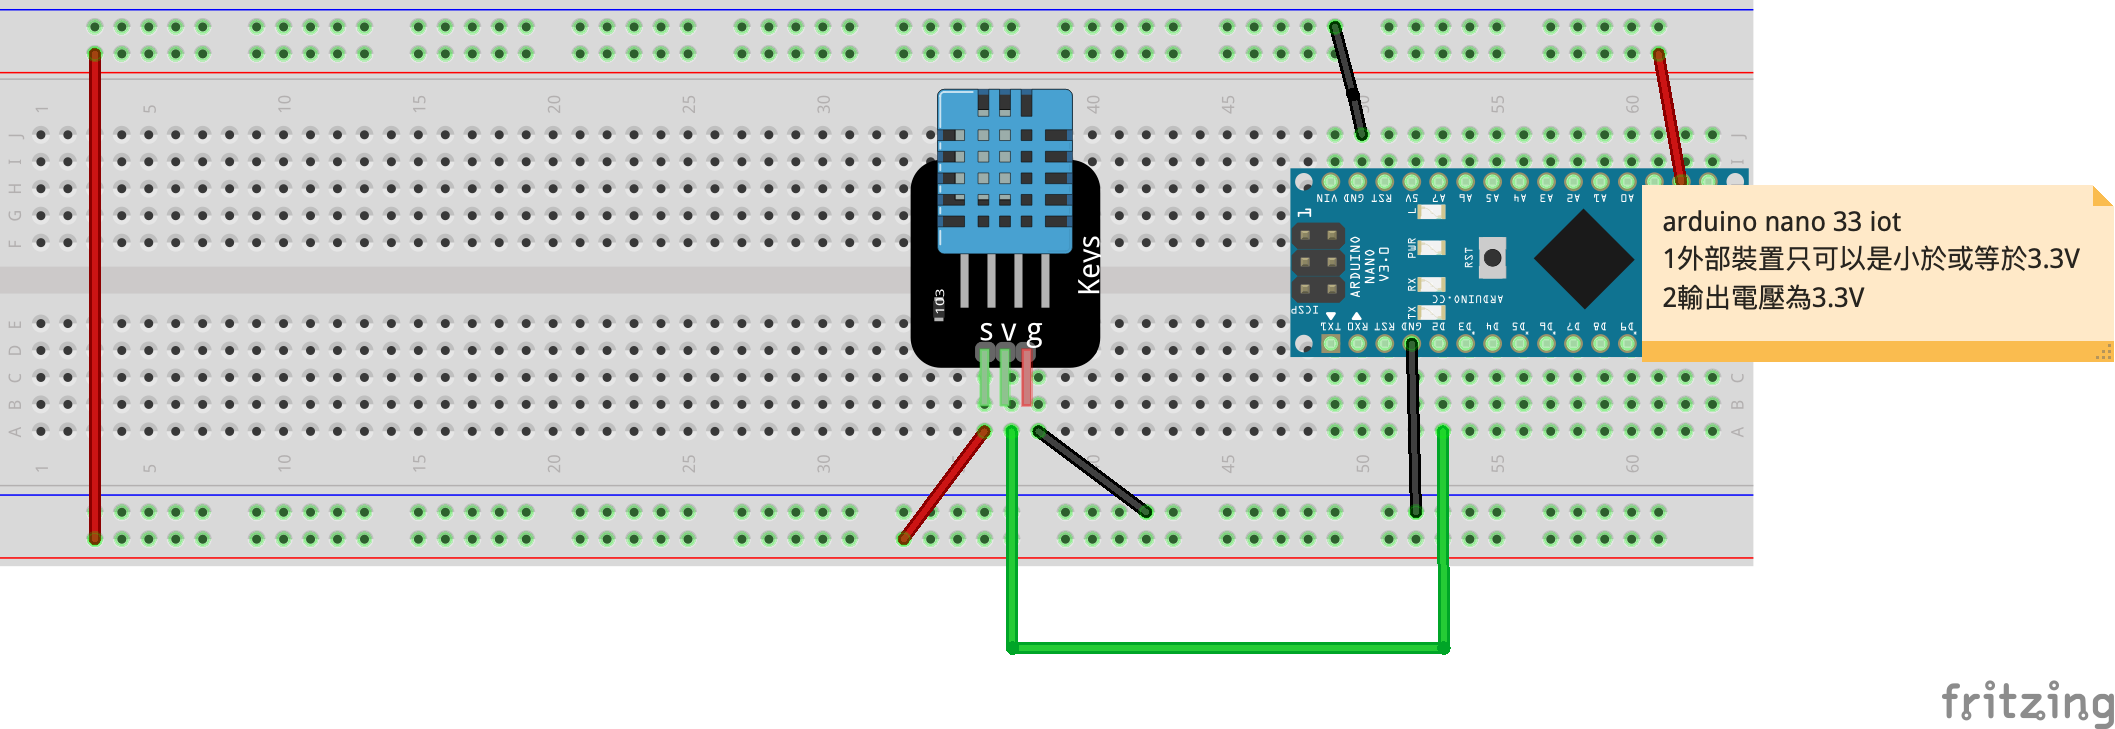 1 5 10 15 20 25 30 40 45 50 55 60
J
I
H
G
F
J
I
VIN GND RST 5V A7 A6 A5 A4 A3 A2 A1 A0
L
1
PWR
RST
ARDUINO
NANO
V3.0
RX
TX
ARDUINO.CC
ICSP
TX1 RX0 RST GND D2 D3 D4 D5 D6 D7 D8 D9
arduino nano 33 iot
1外部裝置只可以是小於或等於3.3V
2輸出電壓為3.3V
Keys
103
s v g
E
D
C
B
A
C
B
A
1 5 10 15 20 25 30 45 50 55 60
fritzing